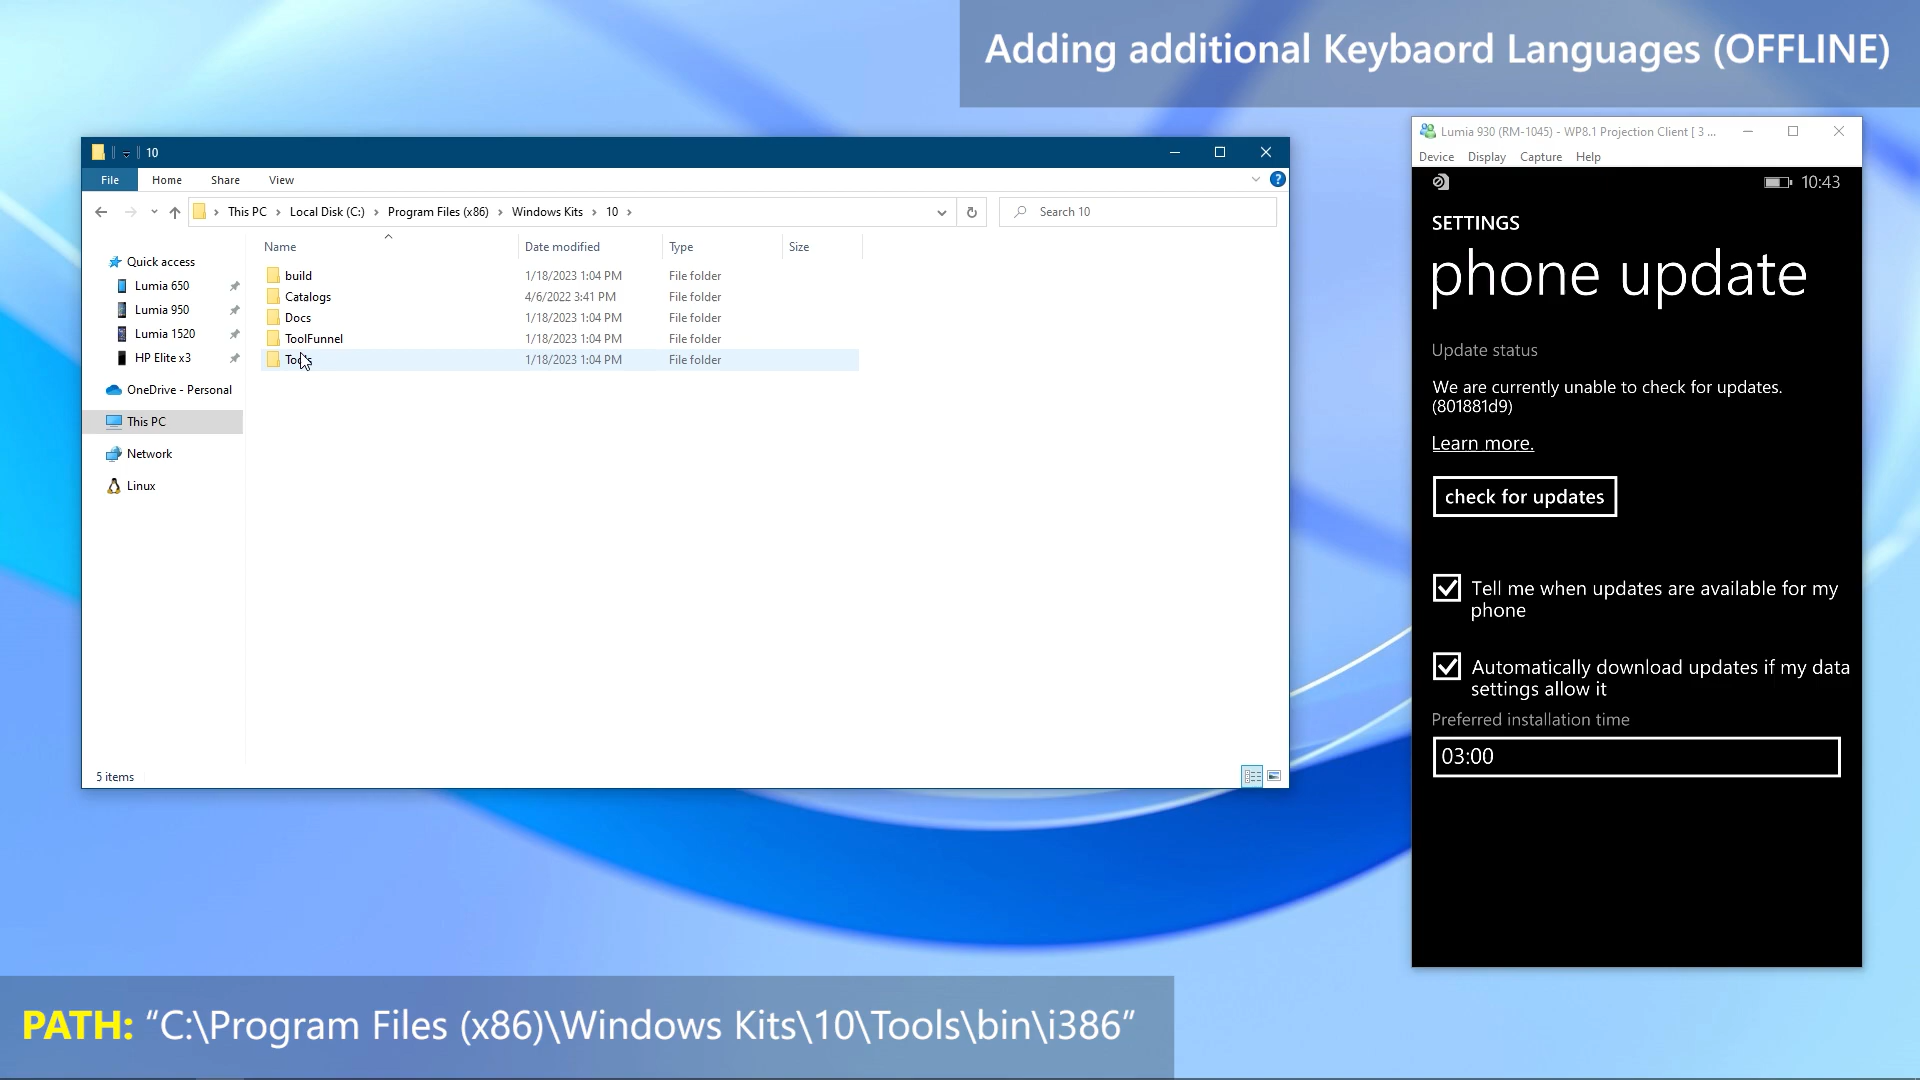 Adding additional Keybaord Languages (OFFLINE)
10
File Home Share View
This PC Local Disk (C:) Program Files (x86) Windows Kits 10
Search 10
Name Date modified Type Size
Quick access
Lumia 650
Lumia 950
Lumia 1520
HP Elite x3
OneDrive - Personal
This PC
Network
Linux
build 1/18/2023 1:04 PM File folder
Catalogs 4/6/2022 3:41 PM File folder
Docs 1/18/2023 1:04 PM File folder
ToolFunnel 1/18/2023 1:04 PM File folder
Tools 1/18/2023 1:04 PM File folder
5 items
Lumia 930 (RM-1045) - WP8.1 Projection Client [ 3 ...
Device Display Capture Help
10:43
SETTINGS
phone update
Update status
We are currently unable to check for updates.
(801881d9)
Learn more.
check for updates
Tell me when updates are available for my
phone
Automatically download updates if my data
settings allow it
Preferred installation time
03:00
PATH: “C:\Program Files (x86)\Windows Kits\10\Tools\bin\i386”